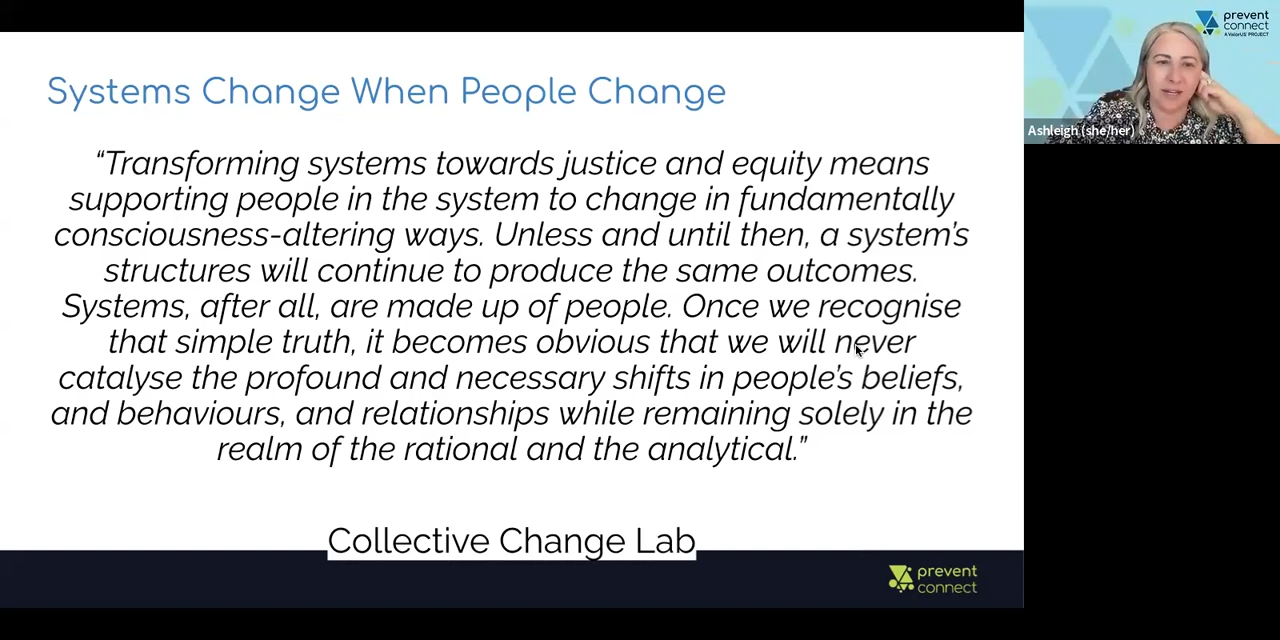 Systems Change When People Change
“Transforming systems towards justice and equity means
supporting people in the system to change in fundamentally
consciousness-altering ways. Unless and until then, a system’s
structures will continue to produce the same outcomes.
Systems, after all, are made up of people. Once we recognise
that simple truth, it becomes obvious that we will never
catalyse the profound and necessary shifts in people’s beliefs,
and behaviours, and relationships while remaining solely in the
realm of the rational and the analytical.”
Collective Change Lab
prevent
connect
prevent
connect
A ValorUS PROJECT
Ashleigh (she/her)